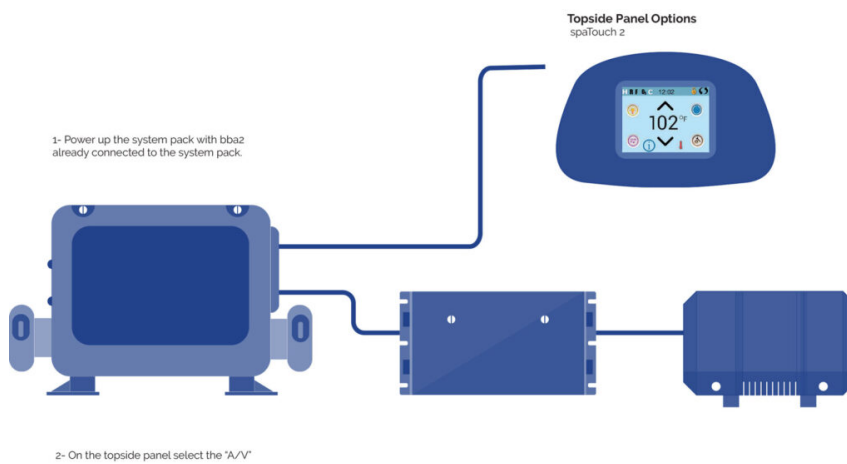 Topside Panel Options
spaTouch 2
12:02
102°F
1- Power up the system pack with bba2
already connected to the system pack.
2- On the topside panel select the "A/V"